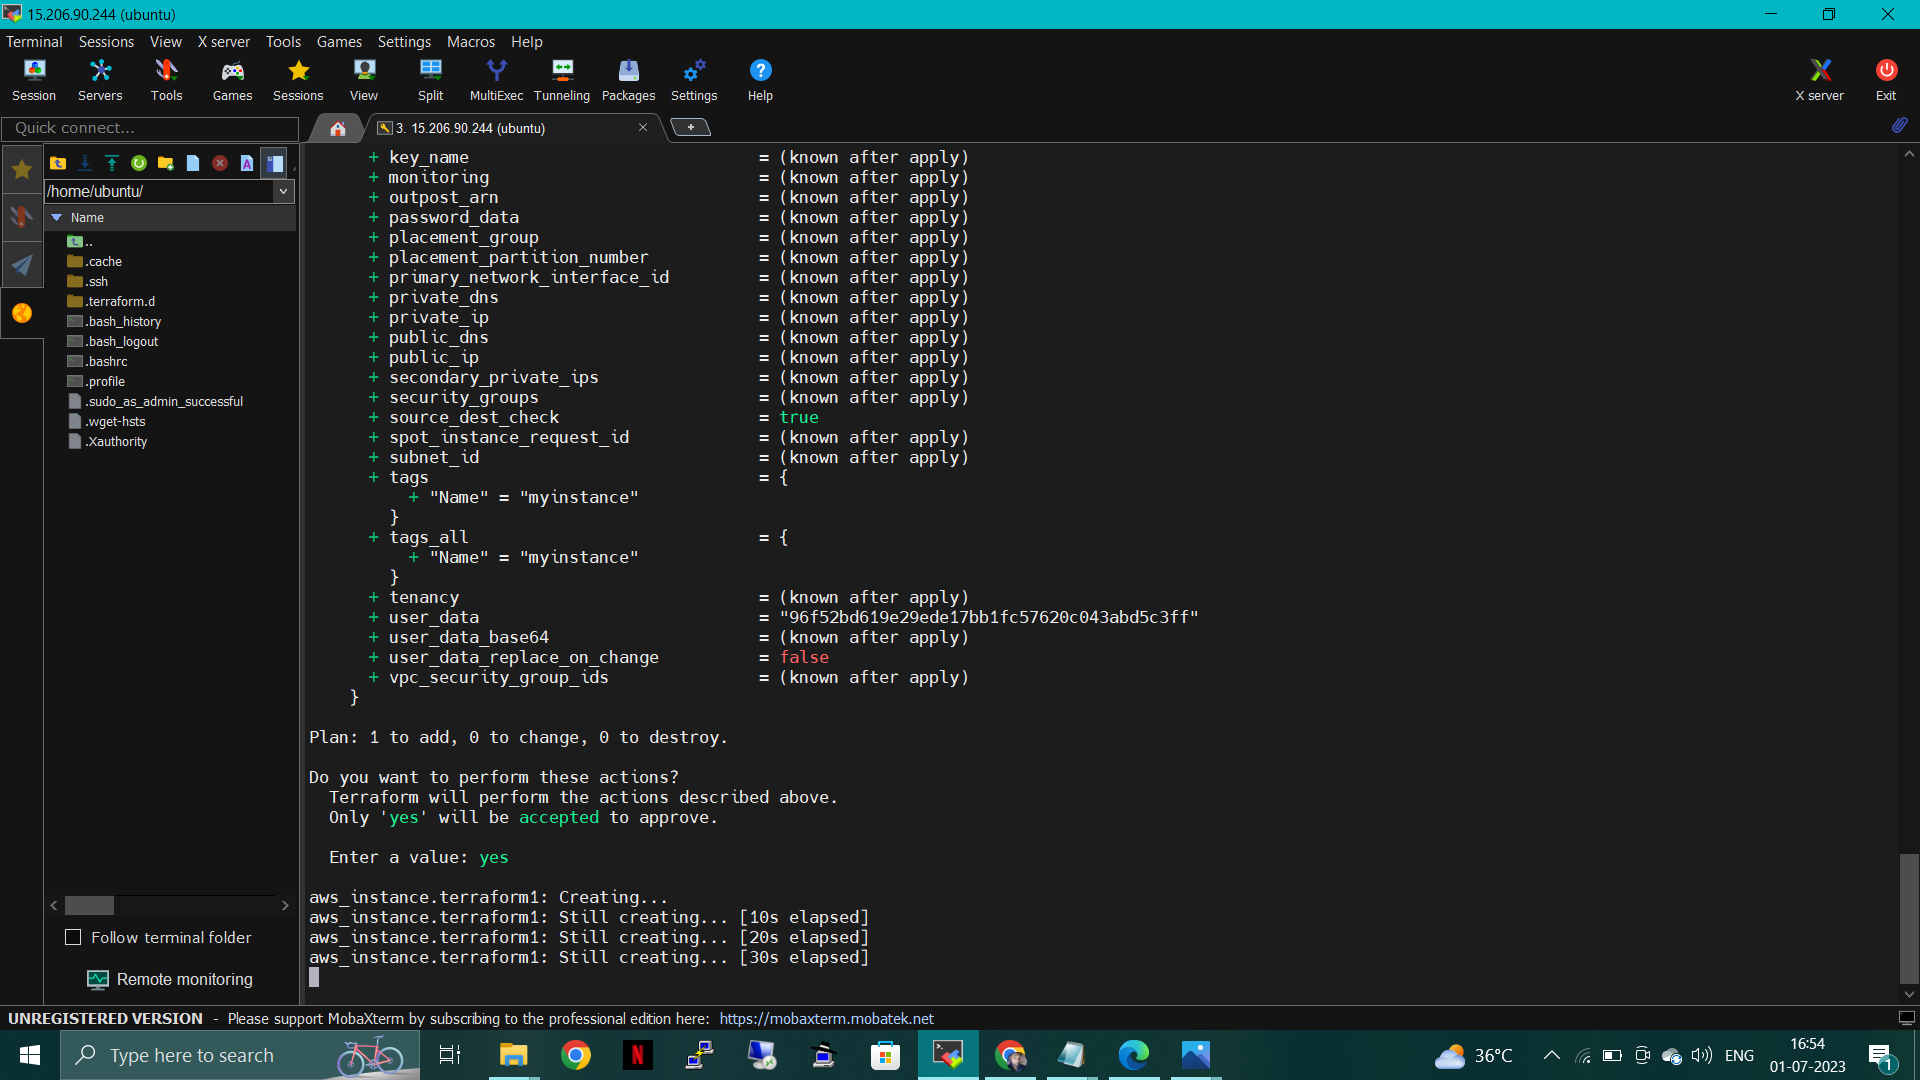 15.206.90.244 (ubuntu)
Terminal Sessions View X server Tools Games Settings Macros Help
Session Servers Tools Games Sessions View Split MultiExec Tunneling Packages Settings Help X server Exit
Quick connect...
3. 15.206.90.244 (ubuntu)
/home/ubuntu/
Name
..
.cache
.ssh
.terraform.d
.bash_history
.bash_logout
.bashrc
.profile
.sudo_as_admin_successful
.wget-hsts
.Xauthority
Follow terminal folder
Remote monitoring
+ key_name = (known after apply)
+ monitoring = (known after apply)
+ outpost_arn = (known after apply)
+ password_data = (known after apply)
+ placement_group = (known after apply)
+ placement_partition_number = (known after apply)
+ primary_network_interface_id = (known after apply)
+ private_dns = (known after apply)
+ private_ip = (known after apply)
+ public_dns = (known after apply)
+ public_ip = (known after apply)
+ secondary_private_ips = (known after apply)
+ security_groups = (known after apply)
+ source_dest_check = true
+ spot_instance_request_id = (known after apply)
+ subnet_id = (known after apply)
+ tags = {
+ "Name" = "myinstance"
}
+ tags_all = {
+ "Name" = "myinstance"
}
+ tenancy = (known after apply)
+ user_data = "96f52bd619e29ede17bb1fc57620c043abd5c3ff"
+ user_data_base64 = (known after apply)
+ user_data_replace_on_change = false
+ vpc_security_group_ids = (known after apply)
}
Plan: 1 to add, 0 to change, 0 to destroy.
Do you want to perform these actions?
Terraform will perform the actions described above.
Only 'yes' will be accepted to approve.
Enter a value: yes
aws_instance.terraform1: Creating...
aws_instance.terraform1: Still creating... [10s elapsed]
aws_instance.terraform1: Still creating... [20s elapsed]
aws_instance.terraform1: Still creating... [30s elapsed]
UNREGISTERED VERSION - Please support MobaXterm by subscribing to the professional edition here: https://mobaxterm.mobatek.net
Type here to search
36°C
ENG
16:54
01-07-2023
1